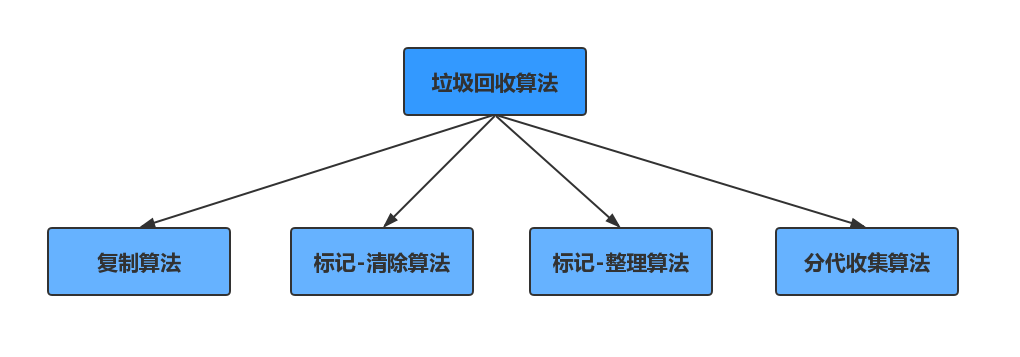 垃圾回收算法
复制算法
标记-清除算法
标记-整理算法
分代收集算法